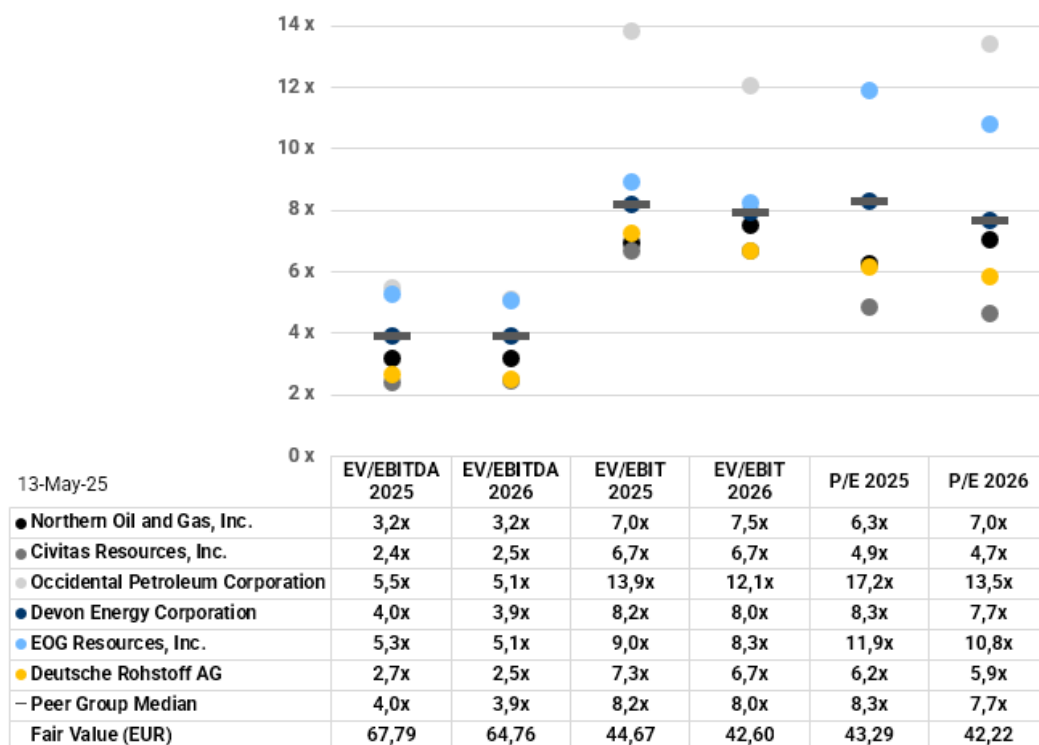 14 x
12 x
10 x
8 x
6 x
4 x
2 x
0 x
13-May-25 EV/EBITDA 2025 EV/EBITDA 2026 EV/EBIT 2025 EV/EBIT 2026 P/E 2025 P/E 2026
Northern Oil and Gas, Inc. 3,2x 3,2x 7,0x 7,5x 6,3x 7,0x
Civitas Resources, Inc. 2,4x 2,5x 6,7x 6,7x 4,9x 4,7x
Occidental Petroleum Corporation 5,5x 5,1x 13,9x 12,1x 17,2x 13,5x
Devon Energy Corporation 4,0x 3,9x 8,2x 8,0x 8,3x 7,7x
EOG Resources, Inc. 5,3x 5,1x 9,0x 8,3x 11,9x 10,8x
Deutsche Rohstoff AG 2,7x 2,5x 7,3x 6,7x 6,2x 5,9x
Peer Group Median 4,0x 3,9x 8,2x 8,0x 8,3x 7,7x
Fair Value (EUR) 67,79 64,76 44,67 42,60 43,29 42,22